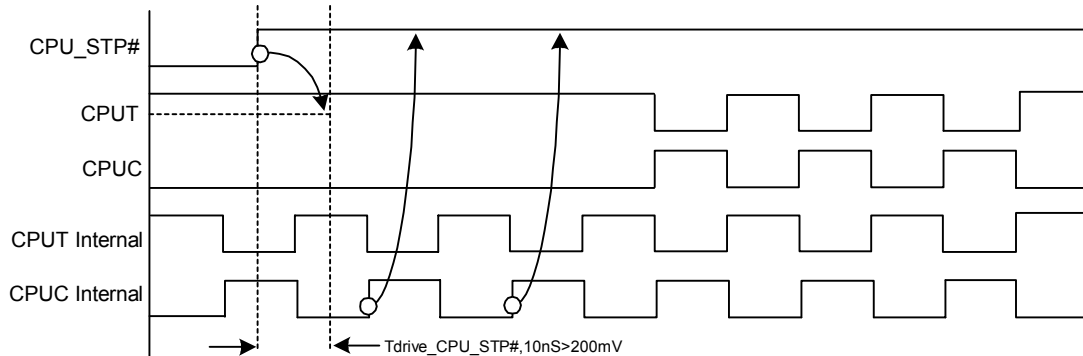 CPU_STP#
CPUT
CPUC
CPUT Internal
CPUC Internal
Tdrive_CPU_STP#,10nS>200mV